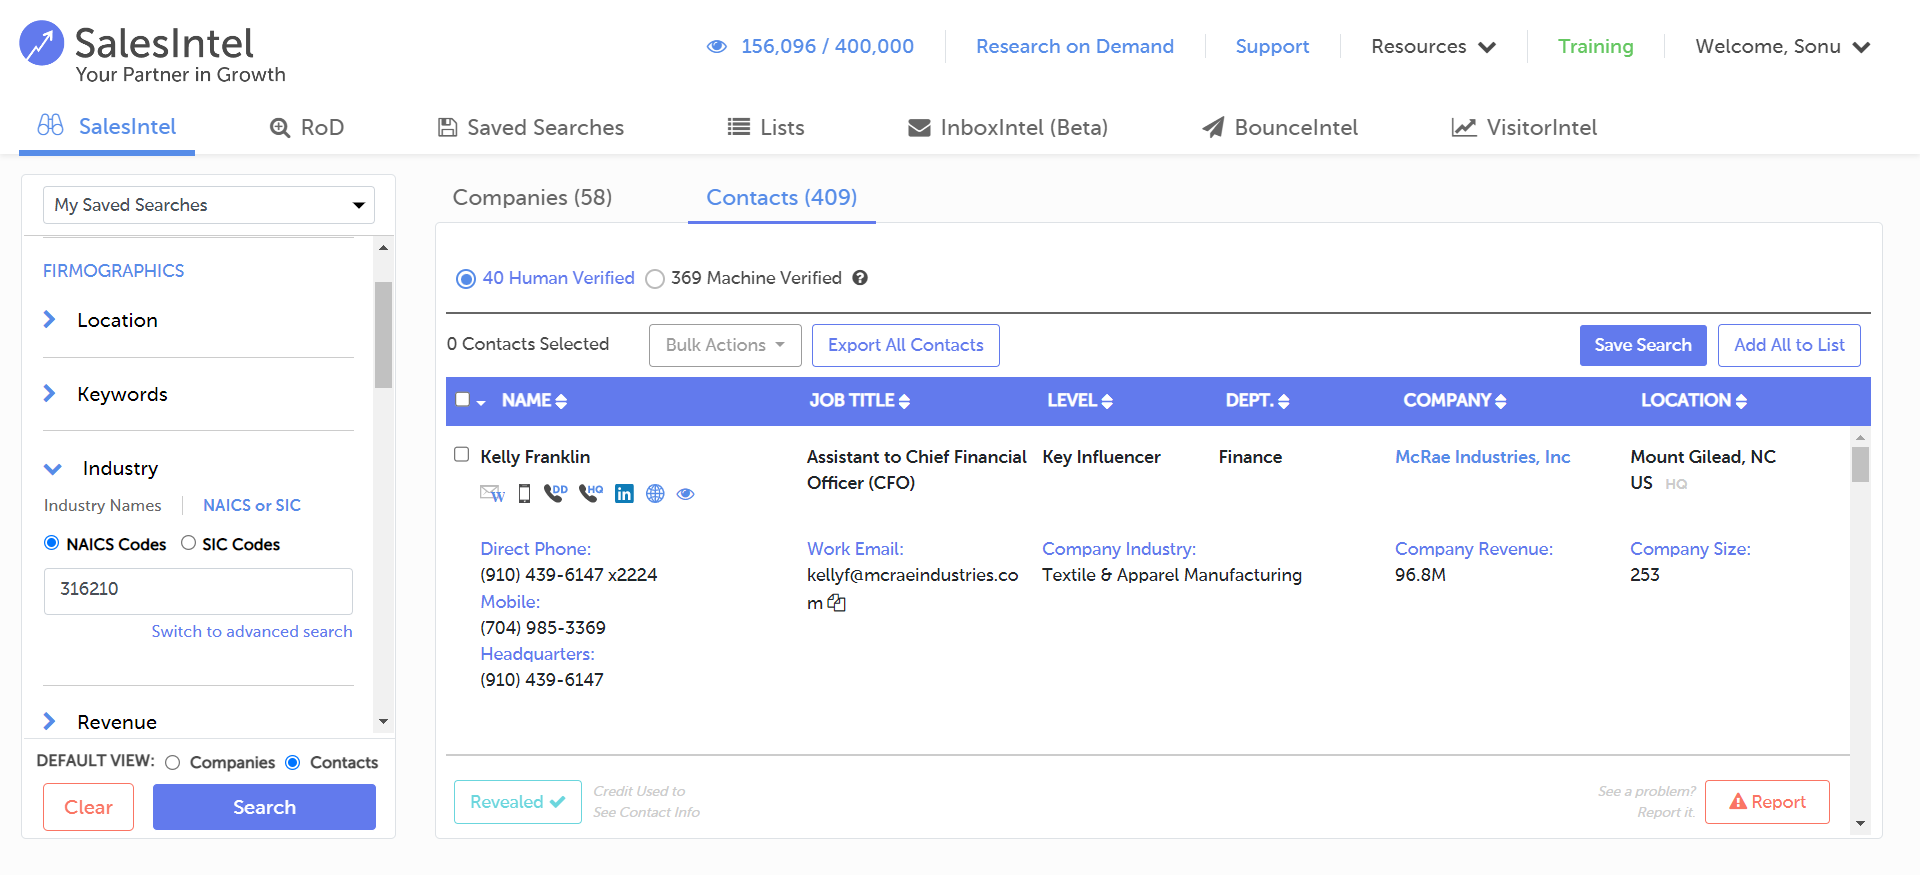 SalesIntel
Your Partner in Growth
156,096 / 400,000
Research on Demand
Support
Resources
Training
Welcome, Sonu
SalesIntel
RoD
Saved Searches
Lists
InboxIntel (Beta)
BounceIntel
VisitorIntel
My Saved Searches
FIRMOGRAPHICS
Location
Keywords
Industry
Industry Names
NAICS or SIC
NAICS Codes
SIC Codes
316210
Switch to advanced search
Revenue
DEFAULT VIEW:
Companies
Contacts
Clear
Search
Companies (58)
Contacts (409)
40 Human Verified
369 Machine Verified
0 Contacts Selected
Bulk Actions
Export All Contacts
Save Search
Add All to List
NAME
JOB TITLE
LEVEL
DEPT.
COMPANY
LOCATION
Kelly Franklin
Assistant to Chief Financial
Officer (CFO)
Key Influencer
Finance
McRae Industries, Inc
Mount Gilead, NC
US HQ
W
DD
HQ
in
Direct Phone:
(910) 439-6147 x2224
Mobile:
(704) 985-3369
Headquarters:
(910) 439-6147
Work Email:
kellyf@mcraeindustries.co
m
Company Industry:
Textile & Apparel Manufacturing
Company Revenue:
96.8M
Company Size:
253
Revealed
Credit Used to
See Contact Info
See a problem?
Report it.
Report